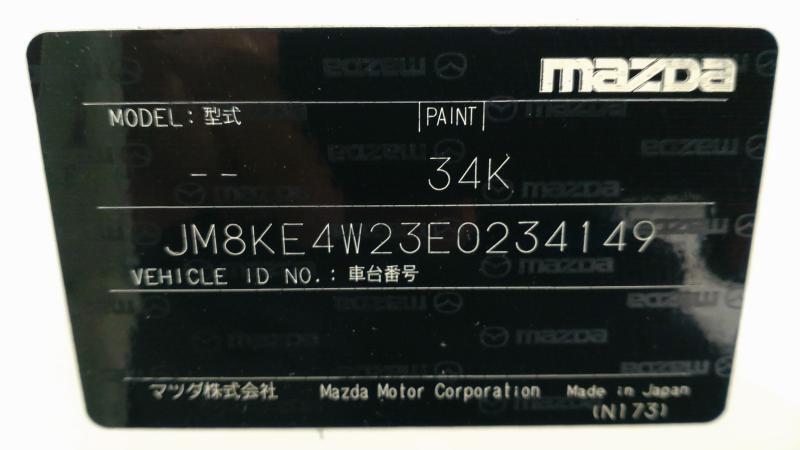 mazda
MODEL: 型式 PAINT
-- 34K
JM8KE4W23E0234149
VEHICLE ID NO.: 車台番号
マツダ株式会社 Mazda Motor Corporation Made in Japan
(N173)